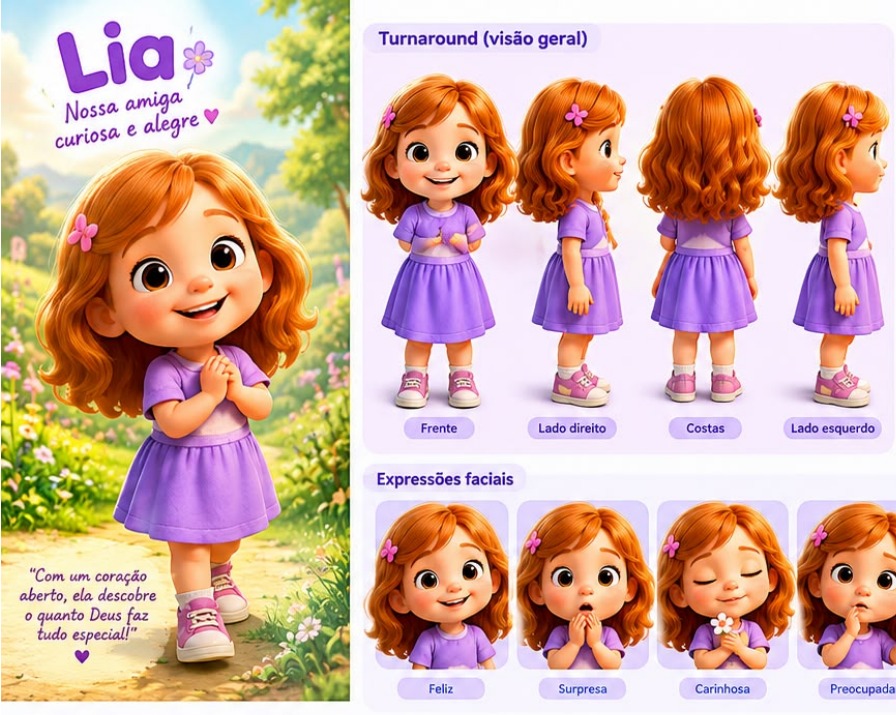 Lia
Nossa amiga
curiosa e alegre
"Com um coração
aberto, ela descobre
o quanto Deus faz
tudo especial!"
Turnaround (visão geral)
Frente
Lado direito
Costas
Lado esquerdo
Expressões faciais
Feliz
Surpresa
Carinhosa
Preocupada